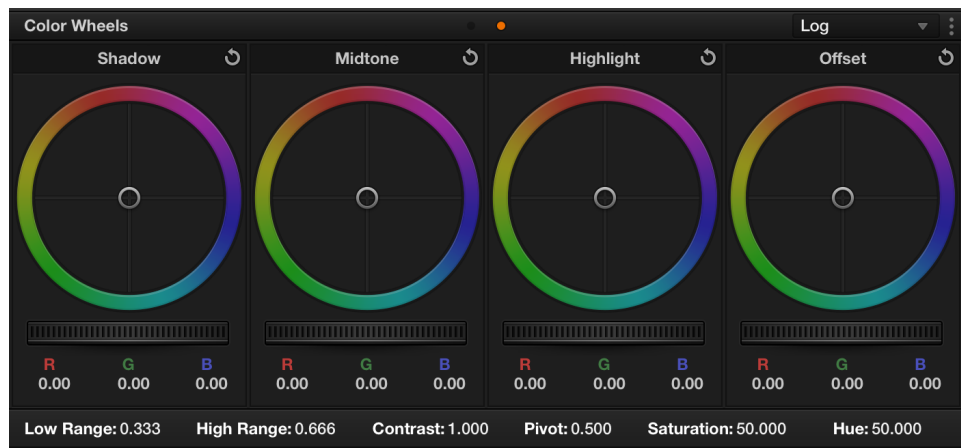 Color Wheels Log
Shadow Midtone Highlight Offset
R G B R G B R G B R G B
0.00 0.00 0.00 0.00 0.00 0.00 0.00 0.00 0.00 0.00 0.00 0.00
Low Range: 0.333 High Range: 0.666 Contrast: 1.000 Pivot: 0.500 Saturation: 50.000 Hue: 50.000